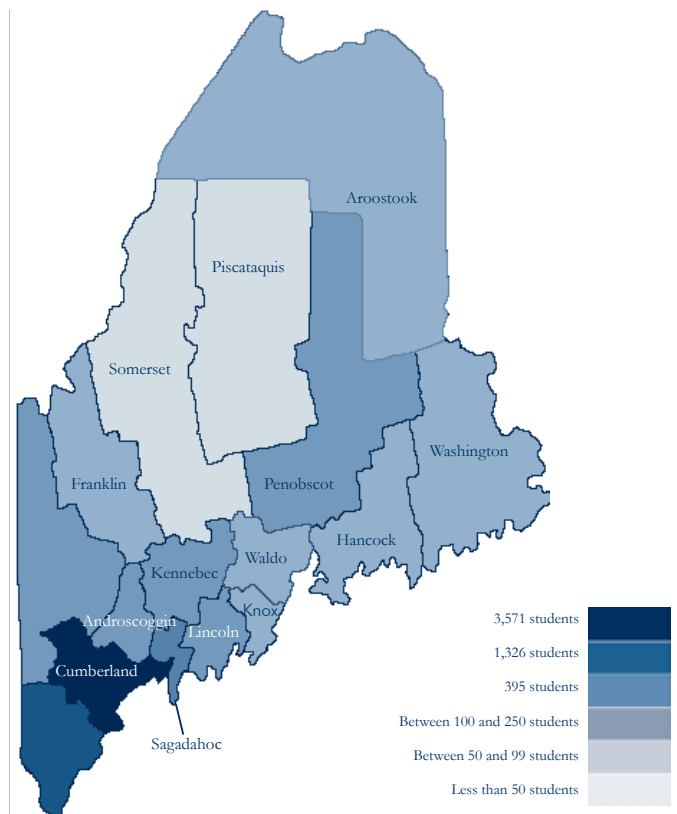 Aroostook
Piscataquis
Somerset
Washington
Franklin
Penobscot
Hancock
Waldo
Kennebec
Knox
Androscoggin
Lincoln
Cumberland
Sagadahoc
3,571 students
1,326 students
395 students
Between 100 and 250 students
Between 50 and 99 students
Less than 50 students